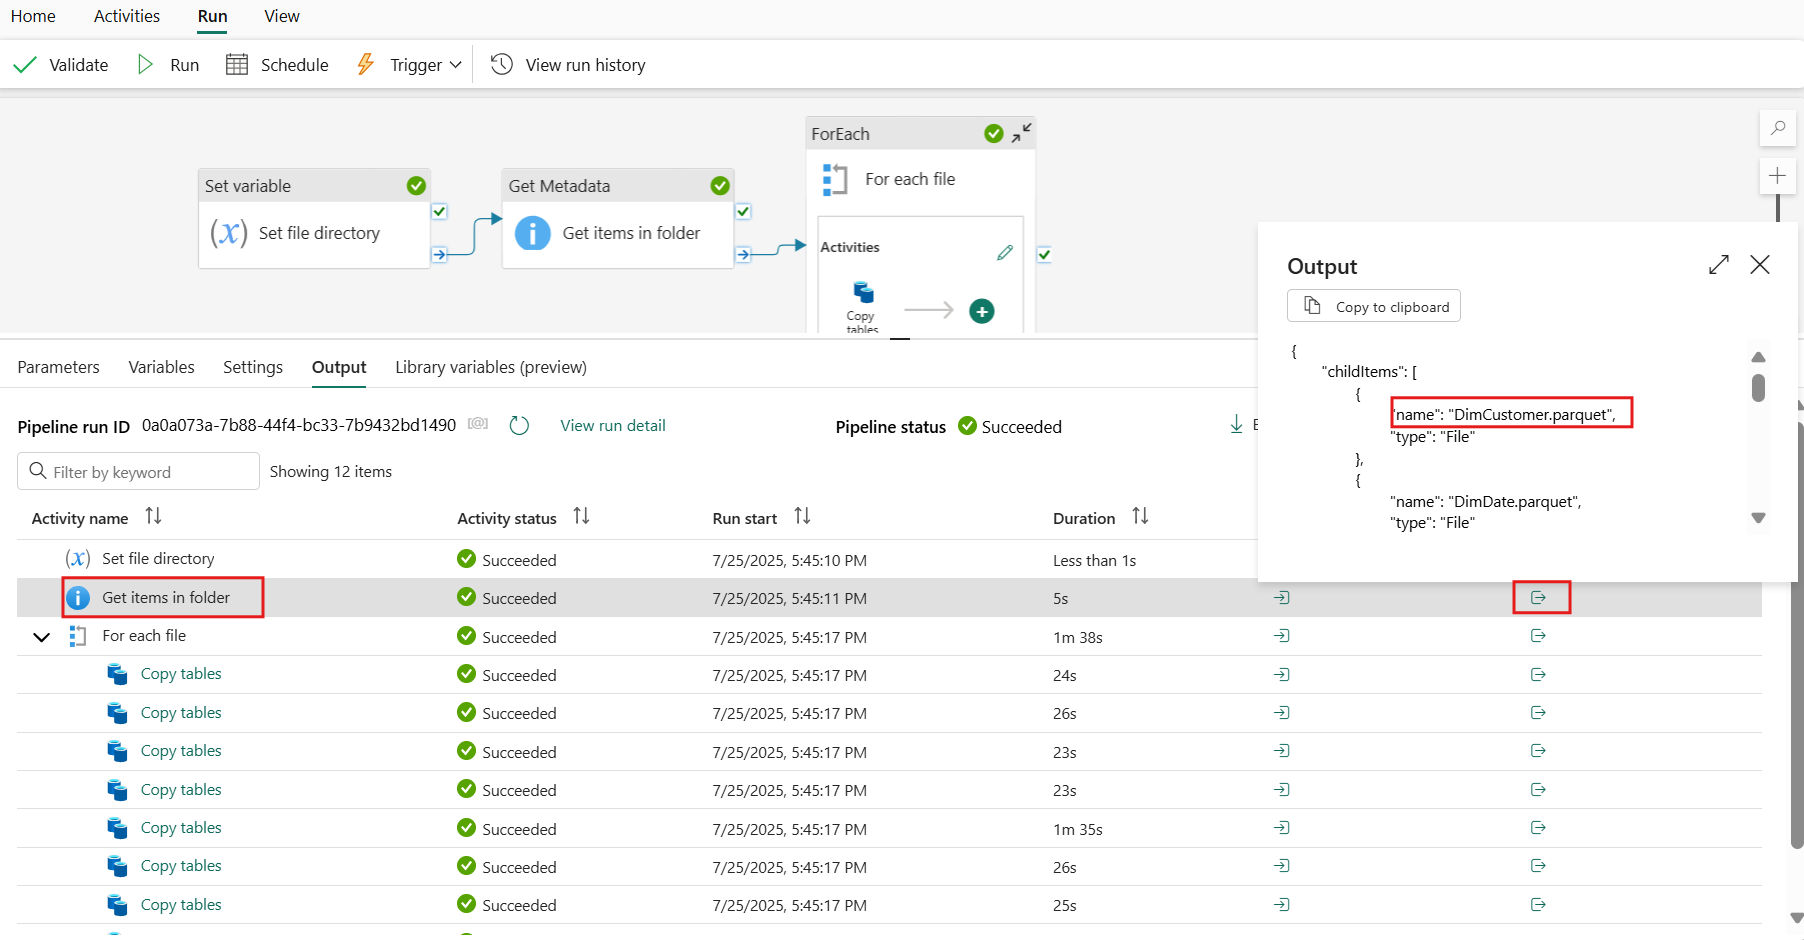 Home Activities Run View
Validate Run Schedule Trigger View run history
ForEach
For each file
Set variable
Set file directory
Get Metadata
Get items in folder
Activities
Copy
tables
Output
Copy to clipboard
{
"childItems": [
{
"name": "DimCustomer.parquet",
"type": "File"
},
{
"name": "DimDate.parquet",
"type": "File"
Parameters Variables Settings Output Library variables (preview)
Pipeline run ID 0a0a073a-7b88-44f4-bc33-7b9432bd1490 [@] View run detail Pipeline status Succeeded
Filter by keyword Showing 12 items
Activity name Activity status Run start Duration
Set file directory Succeeded 7/25/2025, 5:45:10 PM Less than 1s
Get items in folder Succeeded 7/25/2025, 5:45:11 PM 5s
For each file Succeeded 7/25/2025, 5:45:17 PM 1m 38s
Copy tables Succeeded 7/25/2025, 5:45:17 PM 24s
Copy tables Succeeded 7/25/2025, 5:45:17 PM 26s
Copy tables Succeeded 7/25/2025, 5:45:17 PM 23s
Copy tables Succeeded 7/25/2025, 5:45:17 PM 23s
Copy tables Succeeded 7/25/2025, 5:45:17 PM 1m 35s
Copy tables Succeeded 7/25/2025, 5:45:17 PM 26s
Copy tables Succeeded 7/25/2025, 5:45:17 PM 25s